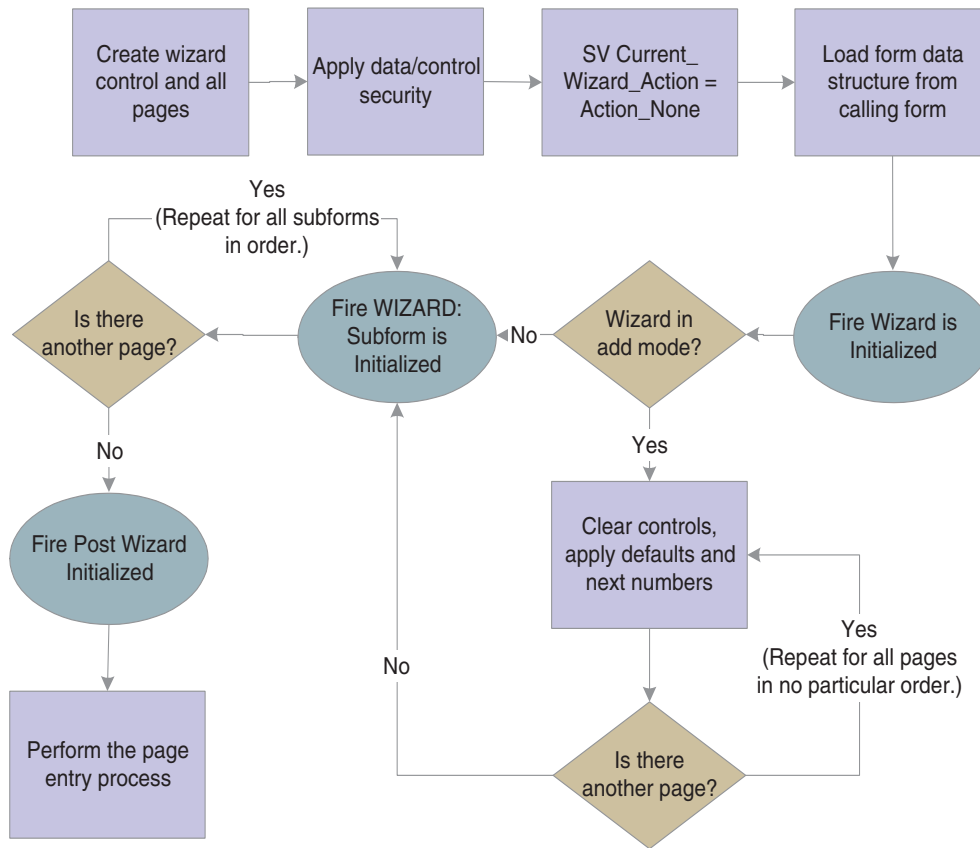 Create wizard
control and all
pages
Apply data/control
security
SV Current_
Wizard_Action =
Action_None
Load form data
structure from
calling form
Yes
(Repeat for all subforms
in order.)
Is there
another page?
Fire WIZARD:
Subform is
Initialized
No
Wizard in
add mode?
Fire Wizard is
Initialized
No
Yes
Fire Post Wizard
Initialized
Clear controls,
apply defaults and
next numbers
No
Yes
(Repeat for all pages
in no particular order.)
Perform the page
entry process
Is there
another page?